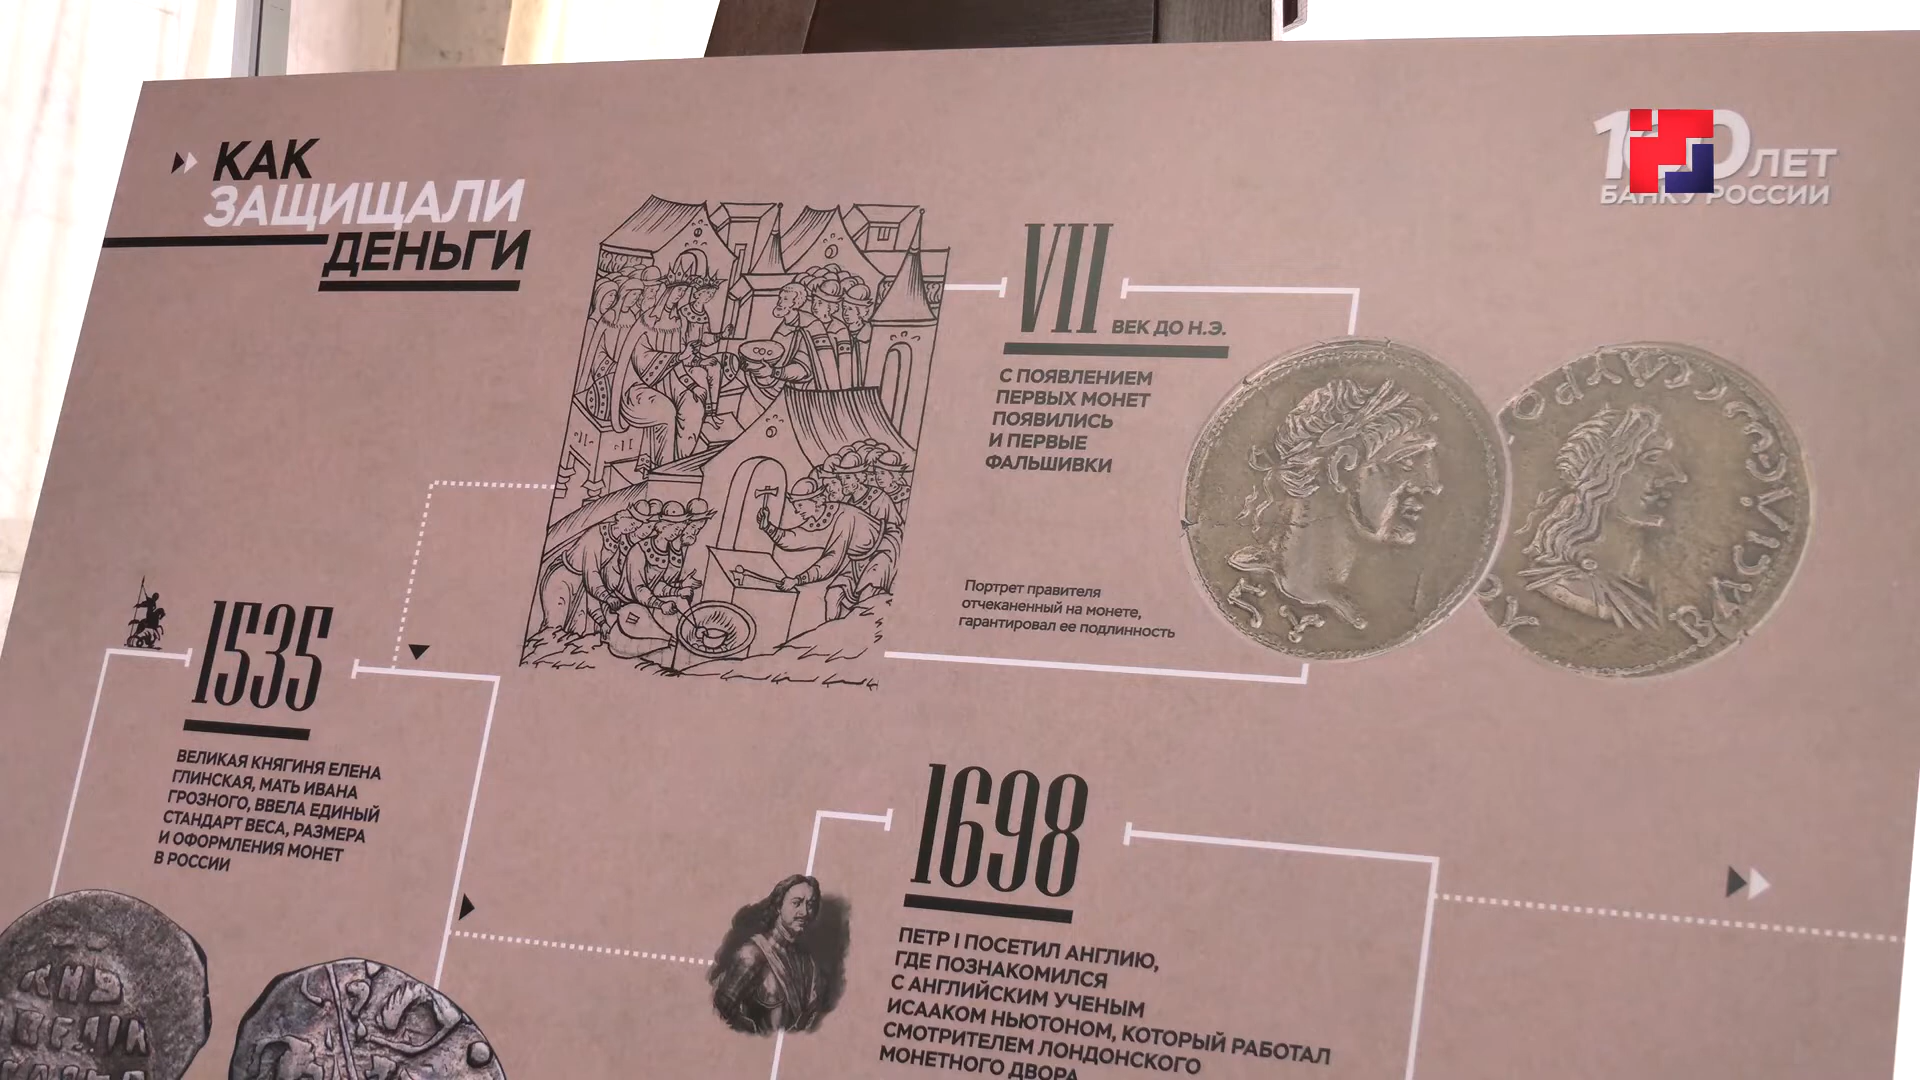 КАК
ЗАЩИЩАЛИ
ДЕНЬГИ
ЛЕТ
БАНКУ РОССИИ
VII
ВЕК ДО Н.Э.
С ПОЯВЛЕНИЕМ
ПЕРВЫХ МОНЕТ
ПОЯВИЛИСЬ
И ПЕРВЫЕ
ФАЛЬШИВКИ
Портрет правителя
отчеканенный на монете,
гарантировал ее подлинность
1535
ВЕЛИКАЯ КНЯГИНЯ ЕЛЕНА
ГЛИНСКАЯ, МАТЬ ИВАНА
ГРОЗНОГО, ВВЕЛА ЕДИНЫЙ
СТАНДАРТ ВЕСА, РАЗМЕРА
И ОФОРМЛЕНИЯ МОНЕТ
В РОССИИ
1698
ПЕТР I ПОСЕТИЛ АНГЛИЮ,
ГДЕ ПОЗНАКОМИЛСЯ
С АНГЛИЙСКИМ УЧЕНЫМ
ИСААКОМ НЬЮТОНОМ, КОТОРЫЙ РАБОТАЛ
СМОТРИТЕЛЕМ ЛОНДОНСКОГО
МОНЕТНОГО ДВОРА